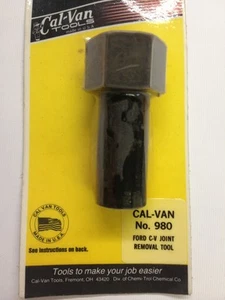 Cal-Van
TOOLS
CAL-VAN
No. 980
FORD C-V JOINT
REMOVAL TOOL
CAL VAN TOOLS
MADE IN U.S.A.
See instructions on back.
Tools to make your job easier
Cal-Van Tools, Fremont, OH 43420 Div. of Chemi-Trol Chemical Co.